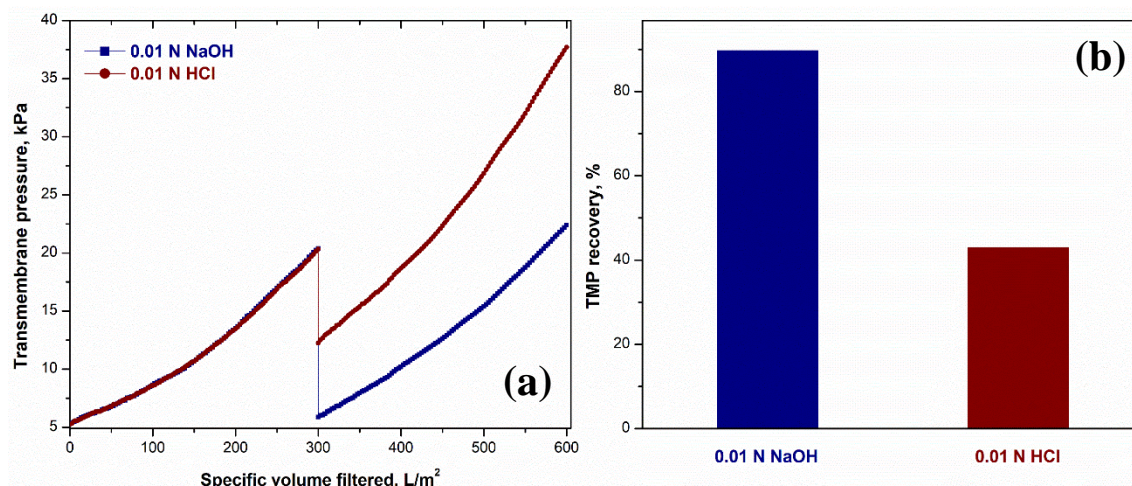 40
35
30
25
20
15
10
5
Transmembrane pressure, kPa
0.01 N NaOH
0.01 N HCl
(a)
0
100
200
300
400
500
600
Specific volume filtered, L/m²
80
60
40
20
0
TMP recovery, %
(b)
0.01 N NaOH
0.01 N HCl